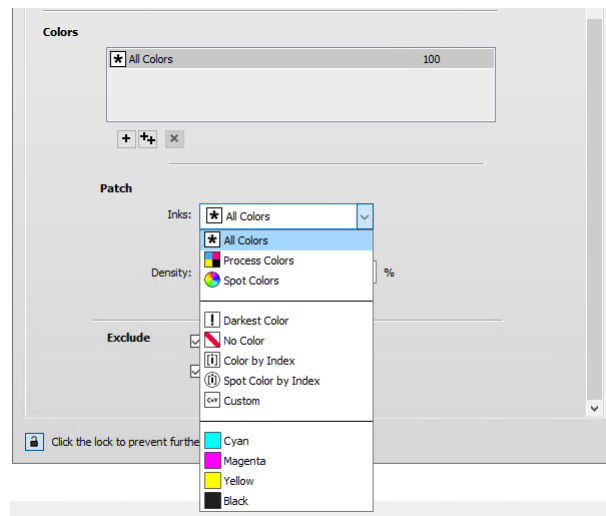 Colors
All Colors 100
Patch
Inks: All Colors
All Colors
Process Colors
Density: %
Spot Colors
Darkest Color
Exclude
No Color
Color by Index
Spot Color by Index
Custom
Click the lock to prevent furthe
Cyan
Magenta
Yellow
Black